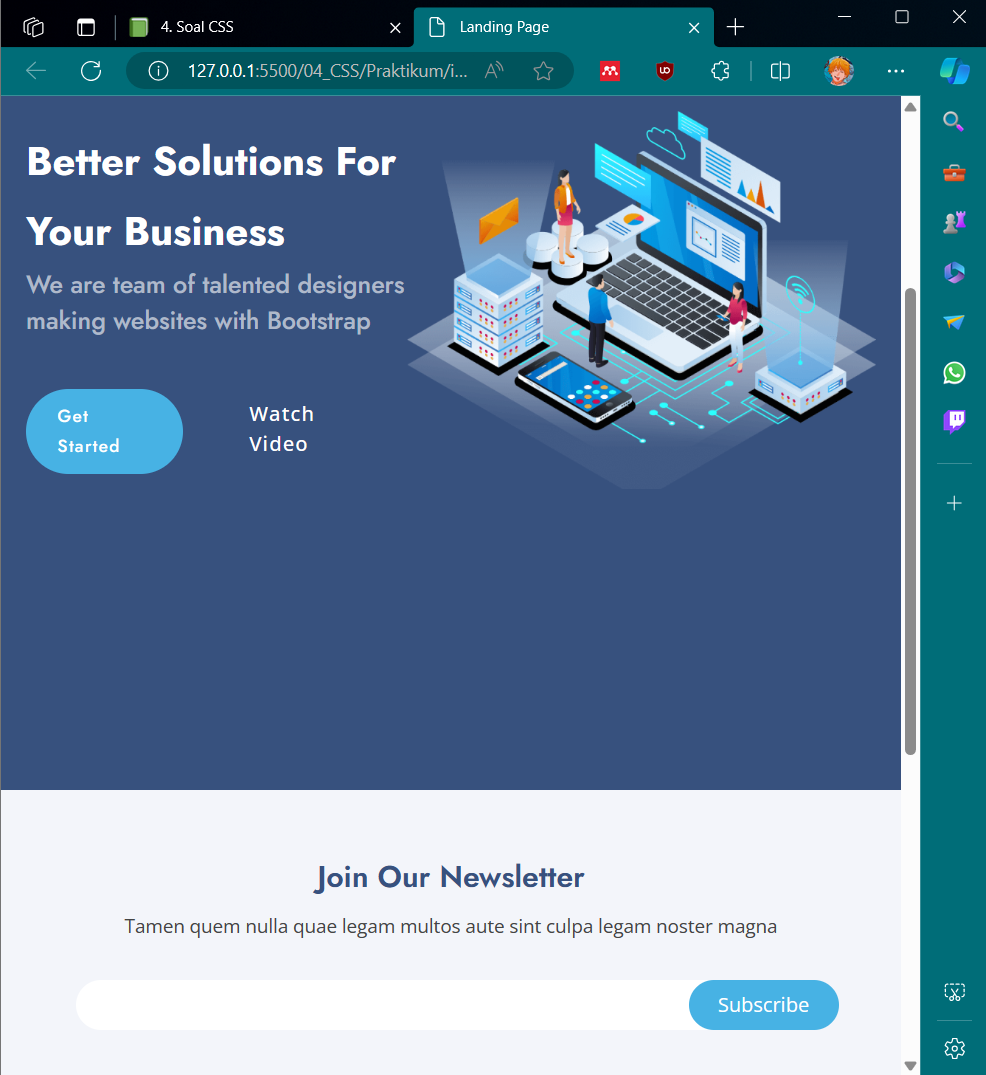 4. Soal CSS
Landing Page
127.0.0.1:5500/04_CSS/Praktikum/i...
Better Solutions For
Your Business
We are team of talented designers
making websites with Bootstrap
Get
Started
Watch
Video
Join Our Newsletter
Tamen quem nulla quae legam multos aute sint culpa legam noster magna
Subscribe